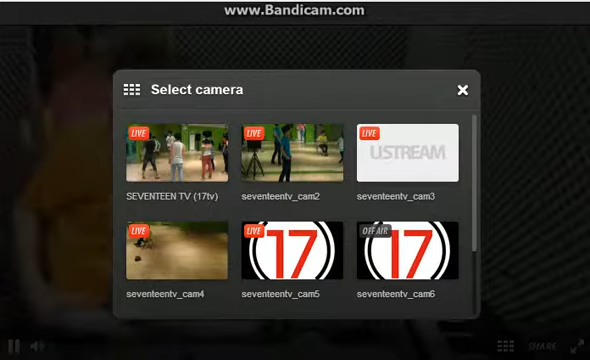 www.Bandicam.com
Select camera
LIVE
LIVE
LIVE
USTREAM
SEVENTEEN TV (17tv)
seventeentv_cam2
seventeentv_cam3
LIVE
LIVE
17
OFF AIR
17
seventeentv_cam4
seventeentv_cam5
seventeentv_cam6
SHARE